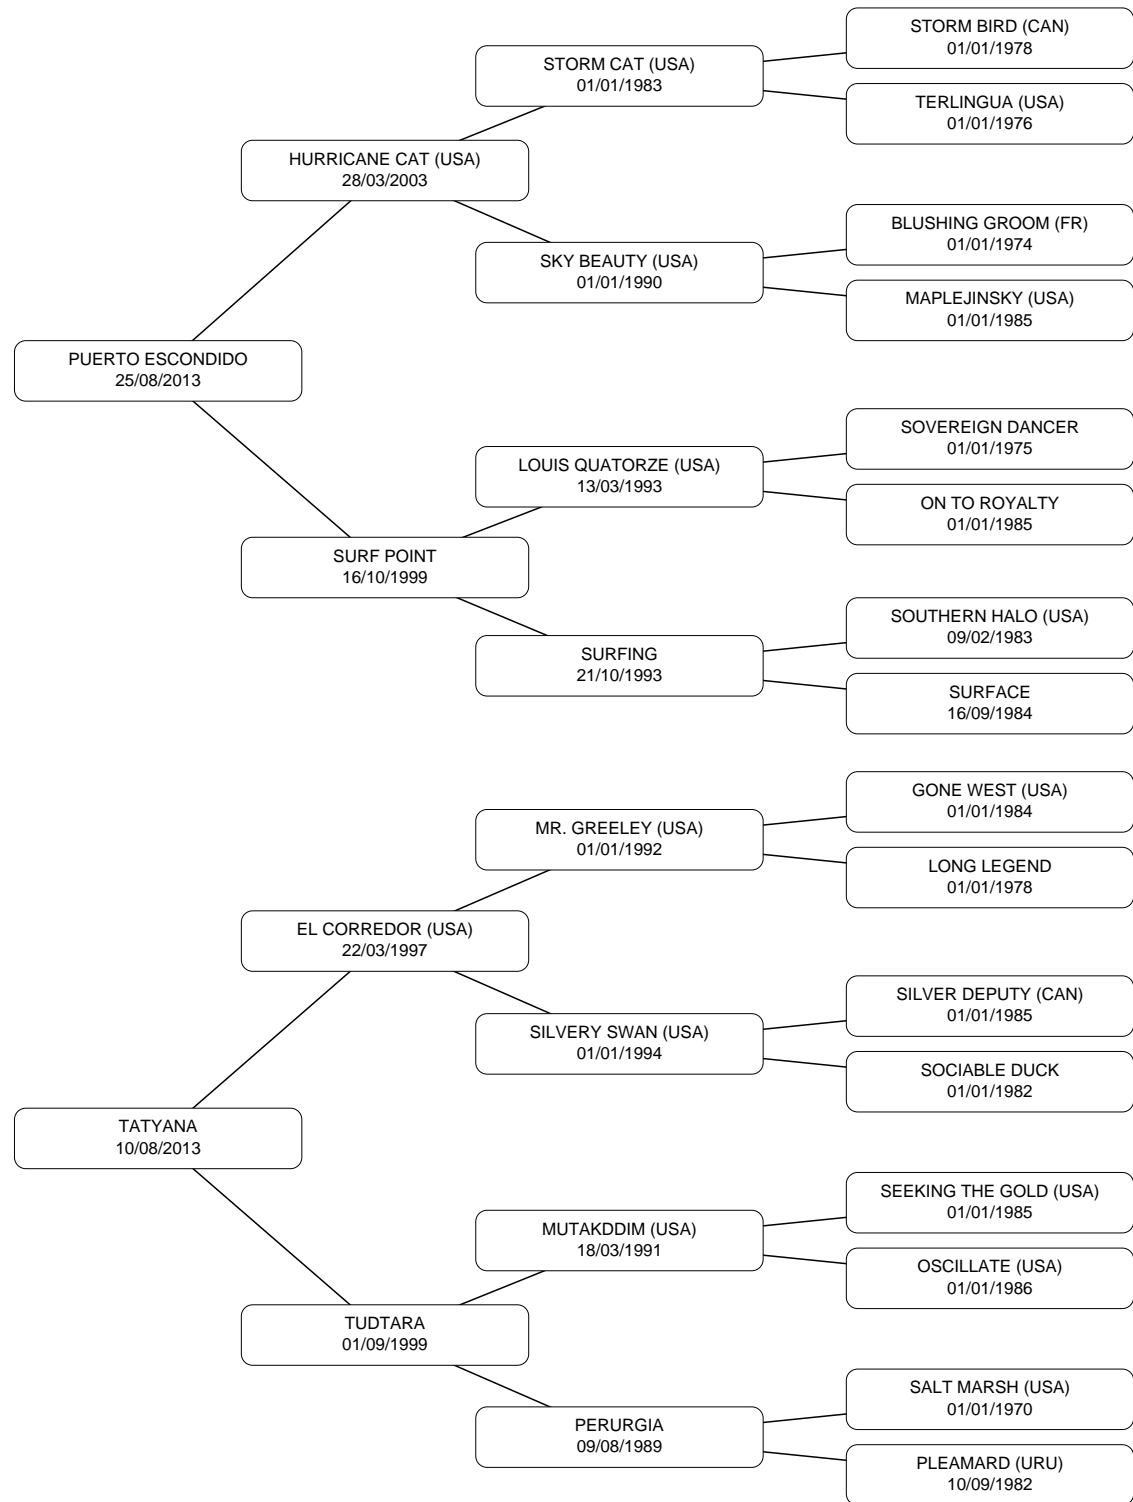 STORM BIRD (CAN)
01/01/1978
STORM CAT (USA)
01/01/1983
TERLINGUA (USA)
01/01/1976
HURRICANE CAT (USA)
28/03/2003
BLUSHING GROOM (FR)
01/01/1974
SKY BEAUTY (USA)
01/01/1990
MAPLEJINSKY (USA)
01/01/1985
PUERTO ESCONDIDO
25/08/2013
SOVEREIGN DANCER
01/01/1975
LOUIS QUATORZE (USA)
13/03/1993
ON TO ROYALTY
01/01/1985
SURF POINT
16/10/1999
SOUTHERN HALO (USA)
09/02/1983
SURFING
21/10/1993
SURFACE
16/09/1984
GONE WEST (USA)
01/01/1984
MR. GREELEY (USA)
01/01/1992
LONG LEGEND
01/01/1978
EL CORREDOR (USA)
22/03/1997
SILVER DEPUTY (CAN)
01/01/1985
SILVERY SWAN (USA)
01/01/1994
SOCIABLE DUCK
01/01/1982
TATYANA
10/08/2013
SEEKING THE GOLD (USA)
01/01/1985
MUTAKDDIM (USA)
18/03/1991
OSCILLATE (USA)
01/01/1986
TUDTARA
01/09/1999
SALT MARSH (USA)
01/01/1970
PERURGIA
09/08/1989
PLEAMARD (URU)
10/09/1982